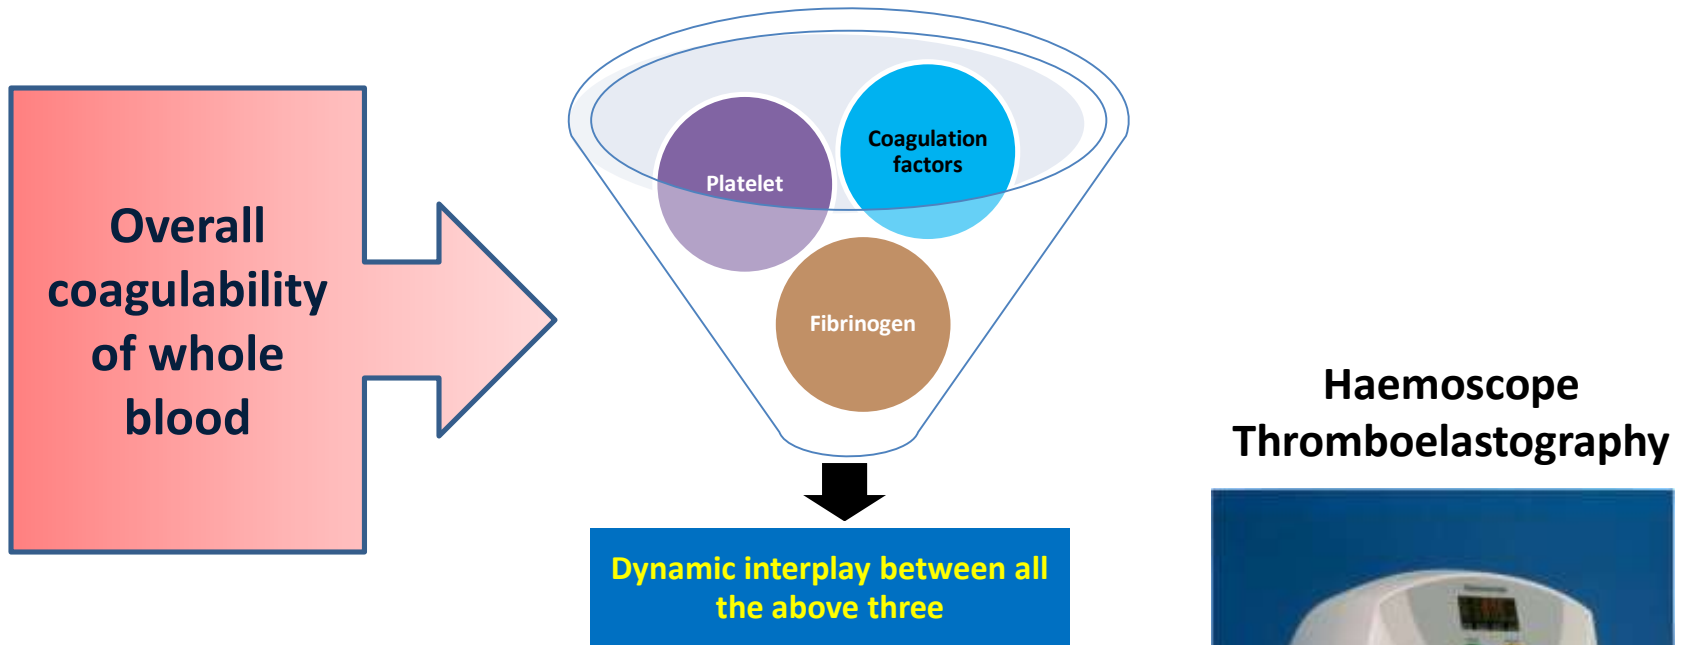 Overall
coagulability
of whole
blood
Platelet
Coagulation
factors
Fibrinogen
Dynamic interplay between all
the above three
Haemoscope
Thromboelastography